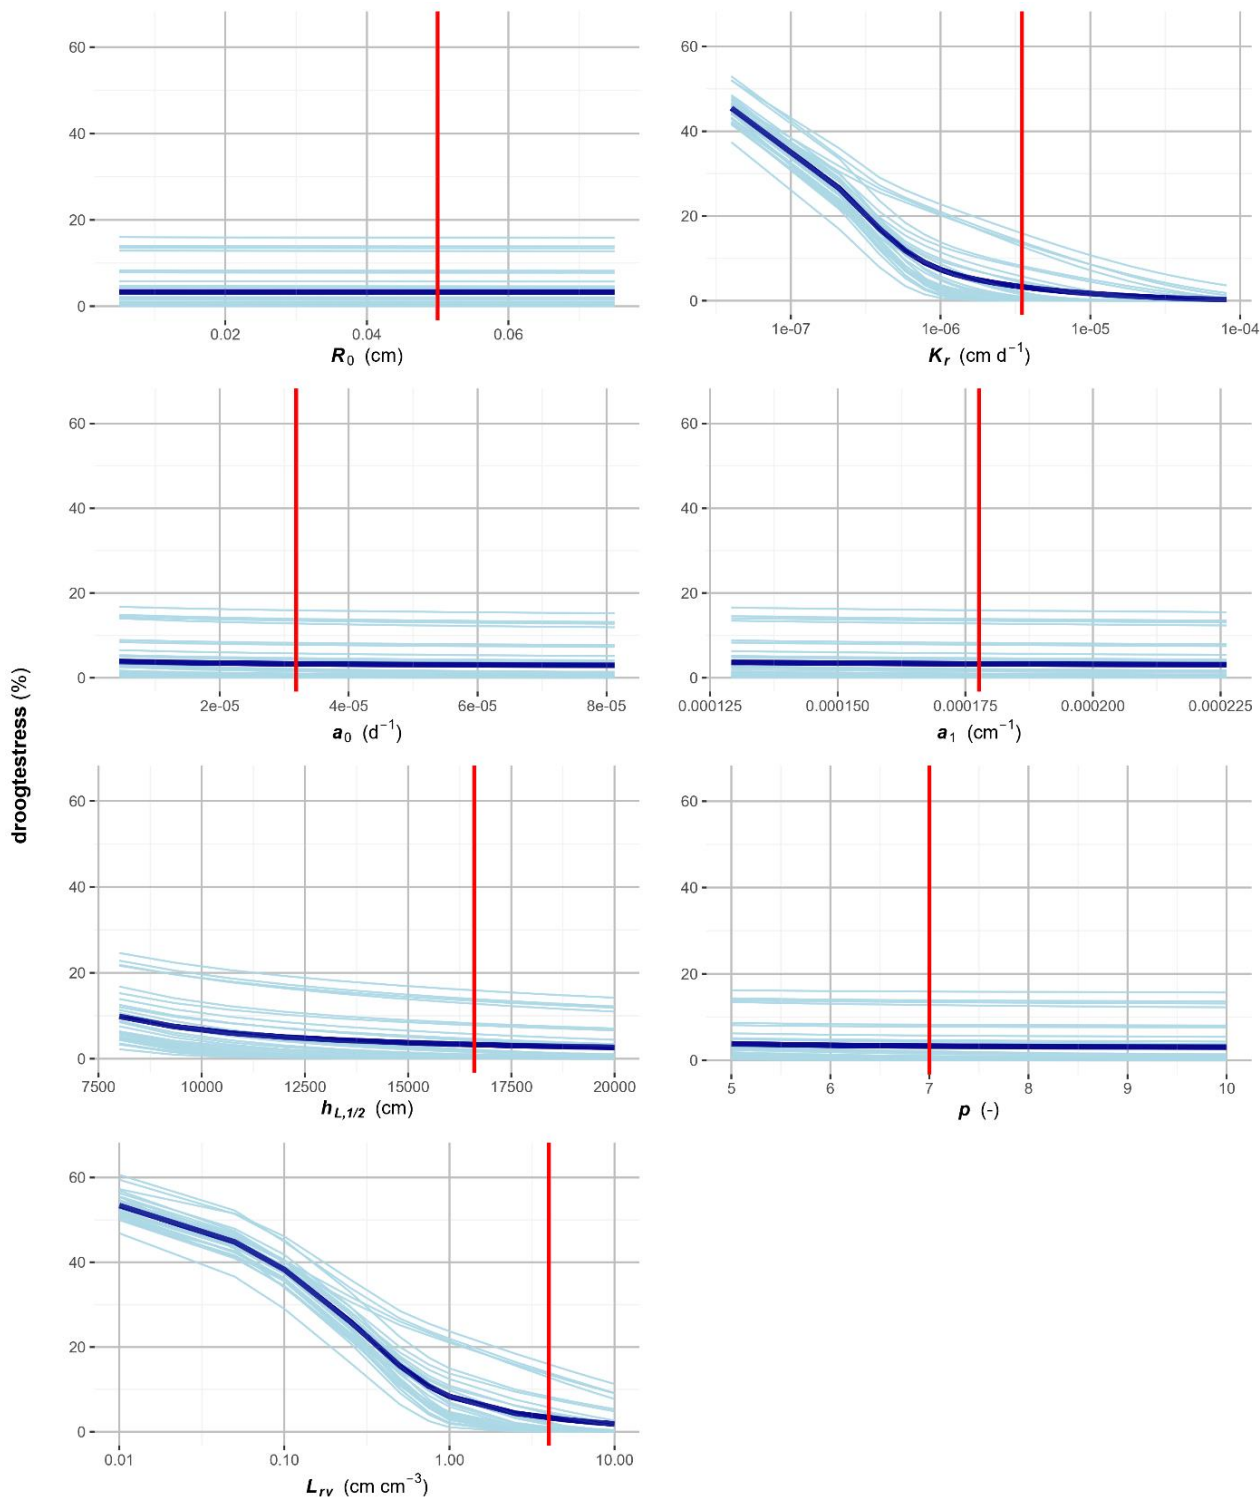 droogtestress (%)
60
40
20
0
0.02 0.04 0.06
R0 (cm)
60
40
20
0
1e-07 1e-06 1e-05 1e-04
Kr (cm d−1)
60
40
20
0
2e-05 4e-05 6e-05 8e-05
a0 (d−1)
60
40
20
0
0.000125 0.000150 0.000175 0.000200 0.000225
a1 (cm−1)
60
40
20
0
7500 10000 12500 15000 17500 20000
hL,1/2 (cm)
60
40
20
0
5 6 7 8 9 10
p (-)
60
40
20
0
0.01 0.10 1.00 10.00
Lrv (cm cm−3)